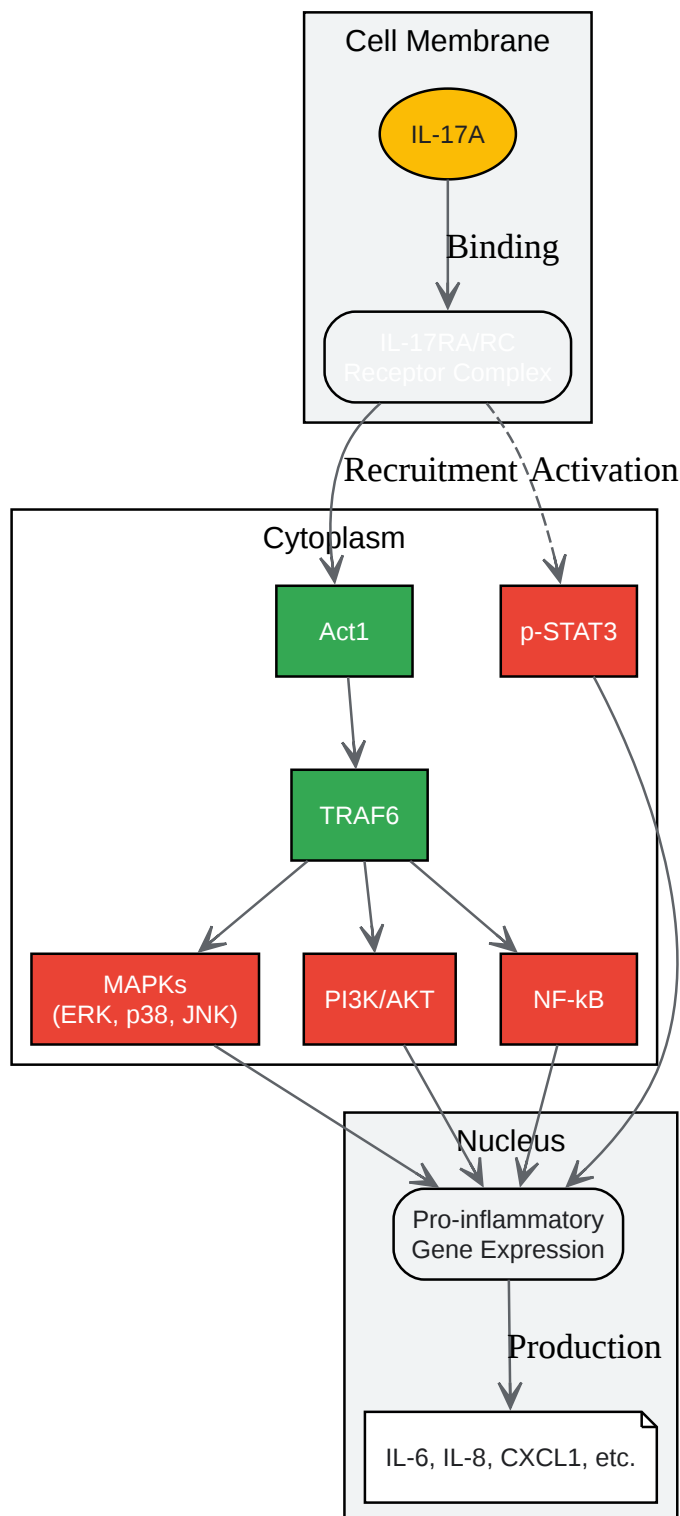 Cell Membrane
IL-17A
Binding
IL-17RA/RC
Receptor Complex
Recruitment
Activation
Cytoplasm
Act1
p-STAT3
TRAF6
MAPKs
(ERK, p38, JNK)
PI3K/AKT
NF-kB
Nucleus
Pro-inflammatory
Gene Expression
Production
IL-6, IL-8, CXCL1, etc.